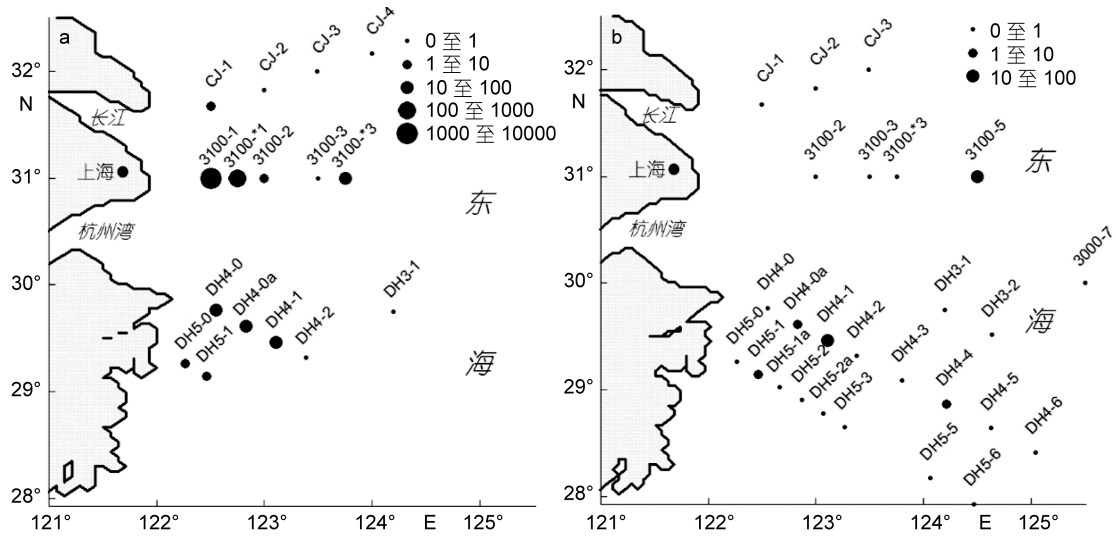 a
CJ-1
CJ-2
CJ-3
CJ-4
0 至 1
1 至 10
10 至 100
100 至 1000
1000 至 10000
32°
N
31°
30°
29°
28°
长江
上海
杭州湾
3100-1
3100-*1
3100-2
3100-3
3100-*3
东
海
DH4-0
DH4-0a
DH4-1
DH4-2
DH3-1
DH5-0
DH5-1
121°
122°
123°
124°
E
125°
b
CJ-1
CJ-2
CJ-3
0 至 1
1 至 10
10 至 100
32°
N
31°
30°
29°
28°
长江
上海
杭州湾
3100-2
3100-3
3100-*3
3100-5
东
海
3000-7
DH4-0
DH4-0a
DH4-1
DH4-2
DH3-1
DH3-2
DH5-0
DH5-1
DH5-1a
DH5-2
DH5-2a
DH5-3
DH4-3
DH4-4
DH4-5
DH4-6
DH5-5
DH5-6
121°
122°
123°
124°
E
125°